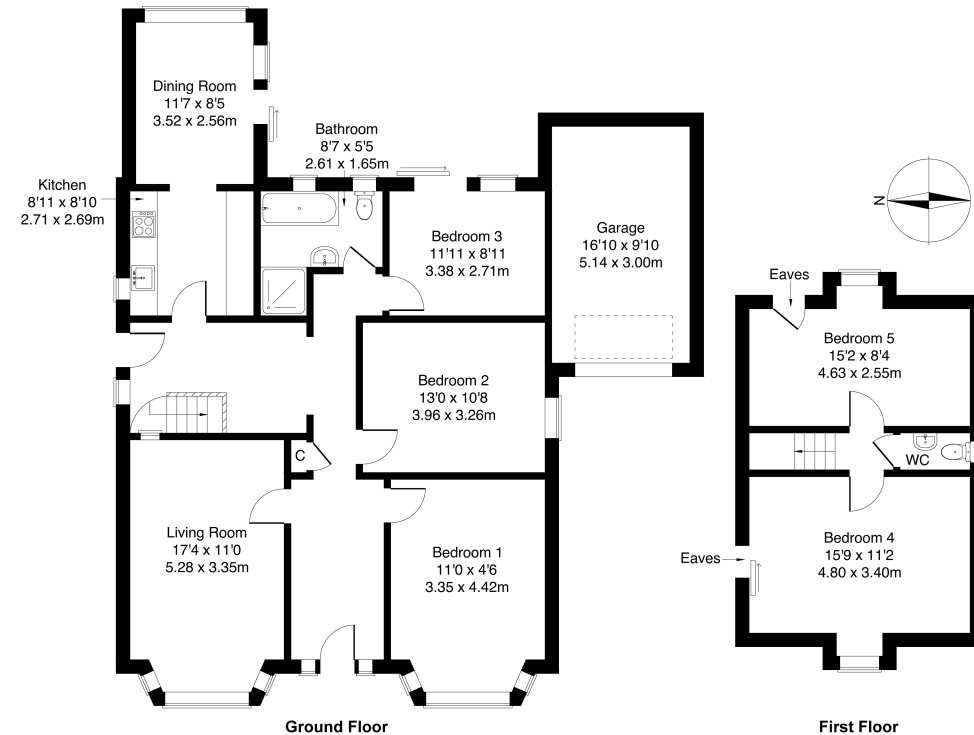 Dining Room
11'7 x 8'5
3.52 x 2.56m
Bathroom
8'7 x 5'5
2.61 x 1.65m
Kitchen
8'11 x 8'10
2.71 x 2.69m
Bedroom 3
11'11 x 8'11
3.38 x 2.71m
Garage
16'10 x 9'10
5.14 x 3.00m
N
Eaves
Bedroom 5
15'2 x 8'4
4.63 x 2.55m
Bedroom 2
13'0 x 10'8
3.96 x 3.26m
C
WC
Living Room
17'4 x 11'0
5.28 x 3.35m
Bedroom 1
11'0 x 4'6
3.35 x 4.42m
Eaves
Bedroom 4
15'9 x 11'2
4.80 x 3.40m
Ground Floor
First Floor